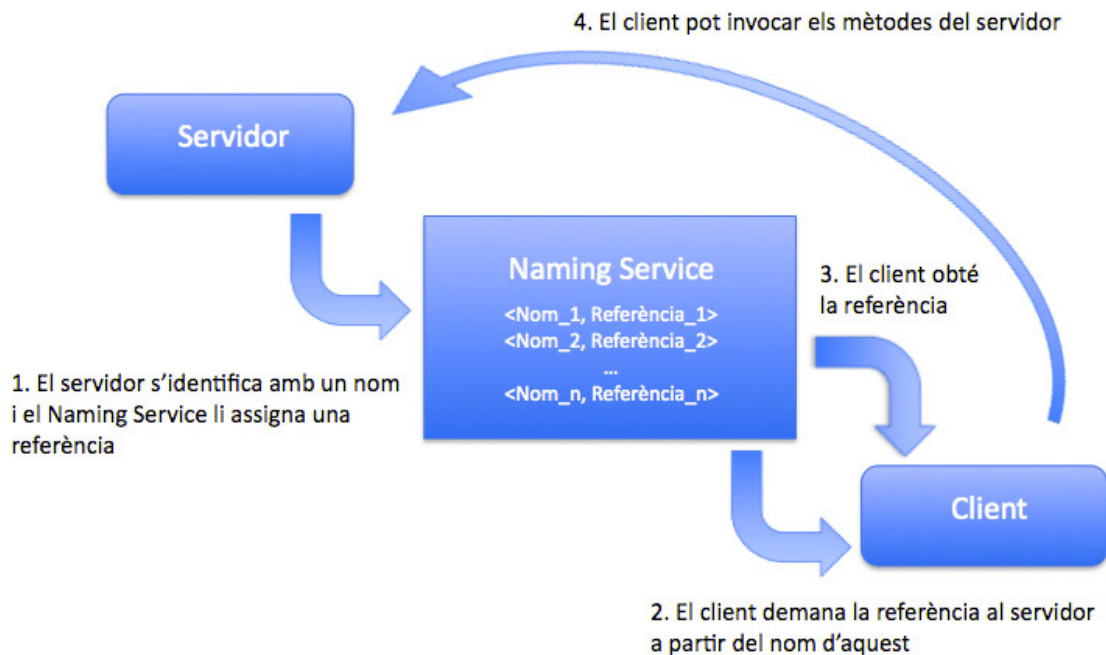 4. El client pot invocar els mètodes del servidor
Servidor
Naming Service
<Nom_1, Referència_1>
<Nom_2, Referència_2>
...
<Nom_n, Referència_n>
3. El client obté
la referència
1. El servidor s'identifica amb un nom
i el Naming Service li assigna una
referència
Client
2. El client demana la referència al servidor
a partir del nom d'aquest